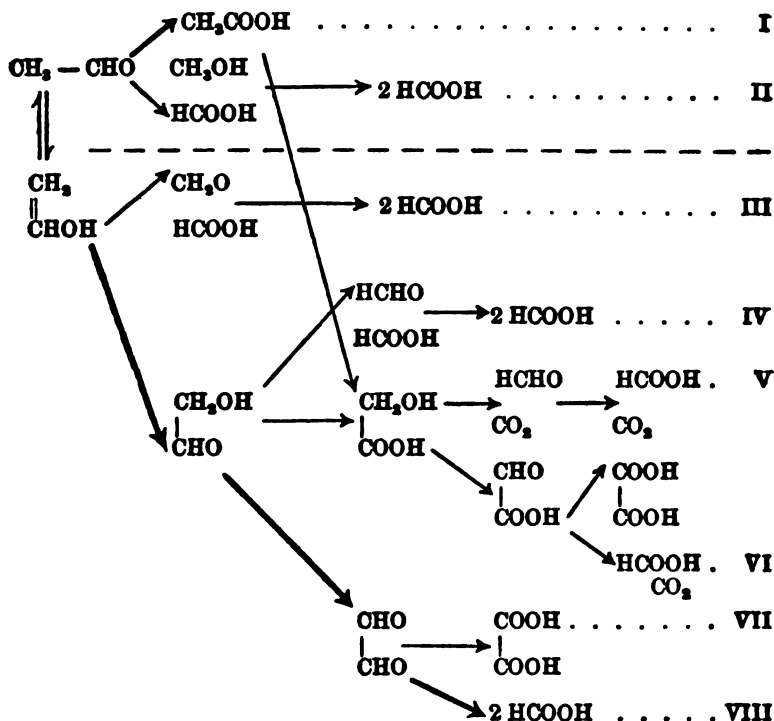 CH₃COOH . . . . . . . . . . . . . . . . . . I
CH₃—CHO CH₃OH
2 HCOOH . . . . . . . . . II
HCOOH
CH₂ CH₂O
2 HCOOH . . . . . . . . . III
CHOH HCOOH
HCHO
2 HCOOH . . . . . IV
HCOOH
CH₂OH CH₂OH HCHO HCOOH . V
CO₂ CO₂
CHO COOH
CHO COOH
COOH COOH
HCOOH . VI
CO₂
CHO COOH . . . . . . . VII
CHO COOH
2 HCOOH . . . . . VIII